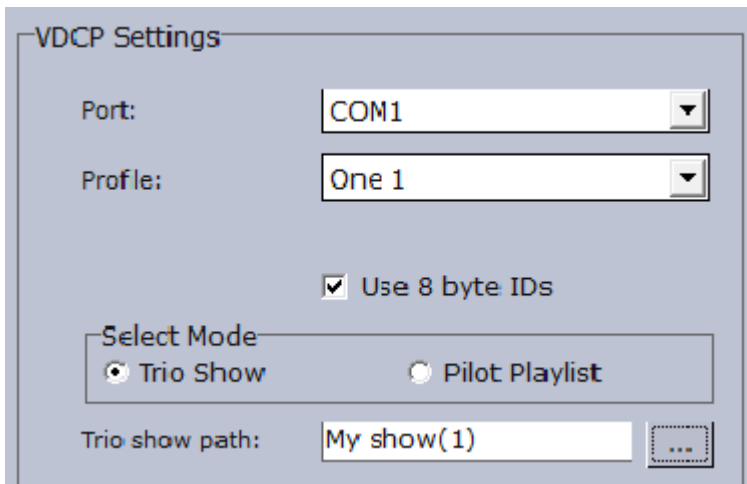 VDCP Settings
Port: COM1
Profile: One 1
Use 8 byte IDs
Select Mode
Trio Show Pilot Playlist
Trio show path: My show(1) ...